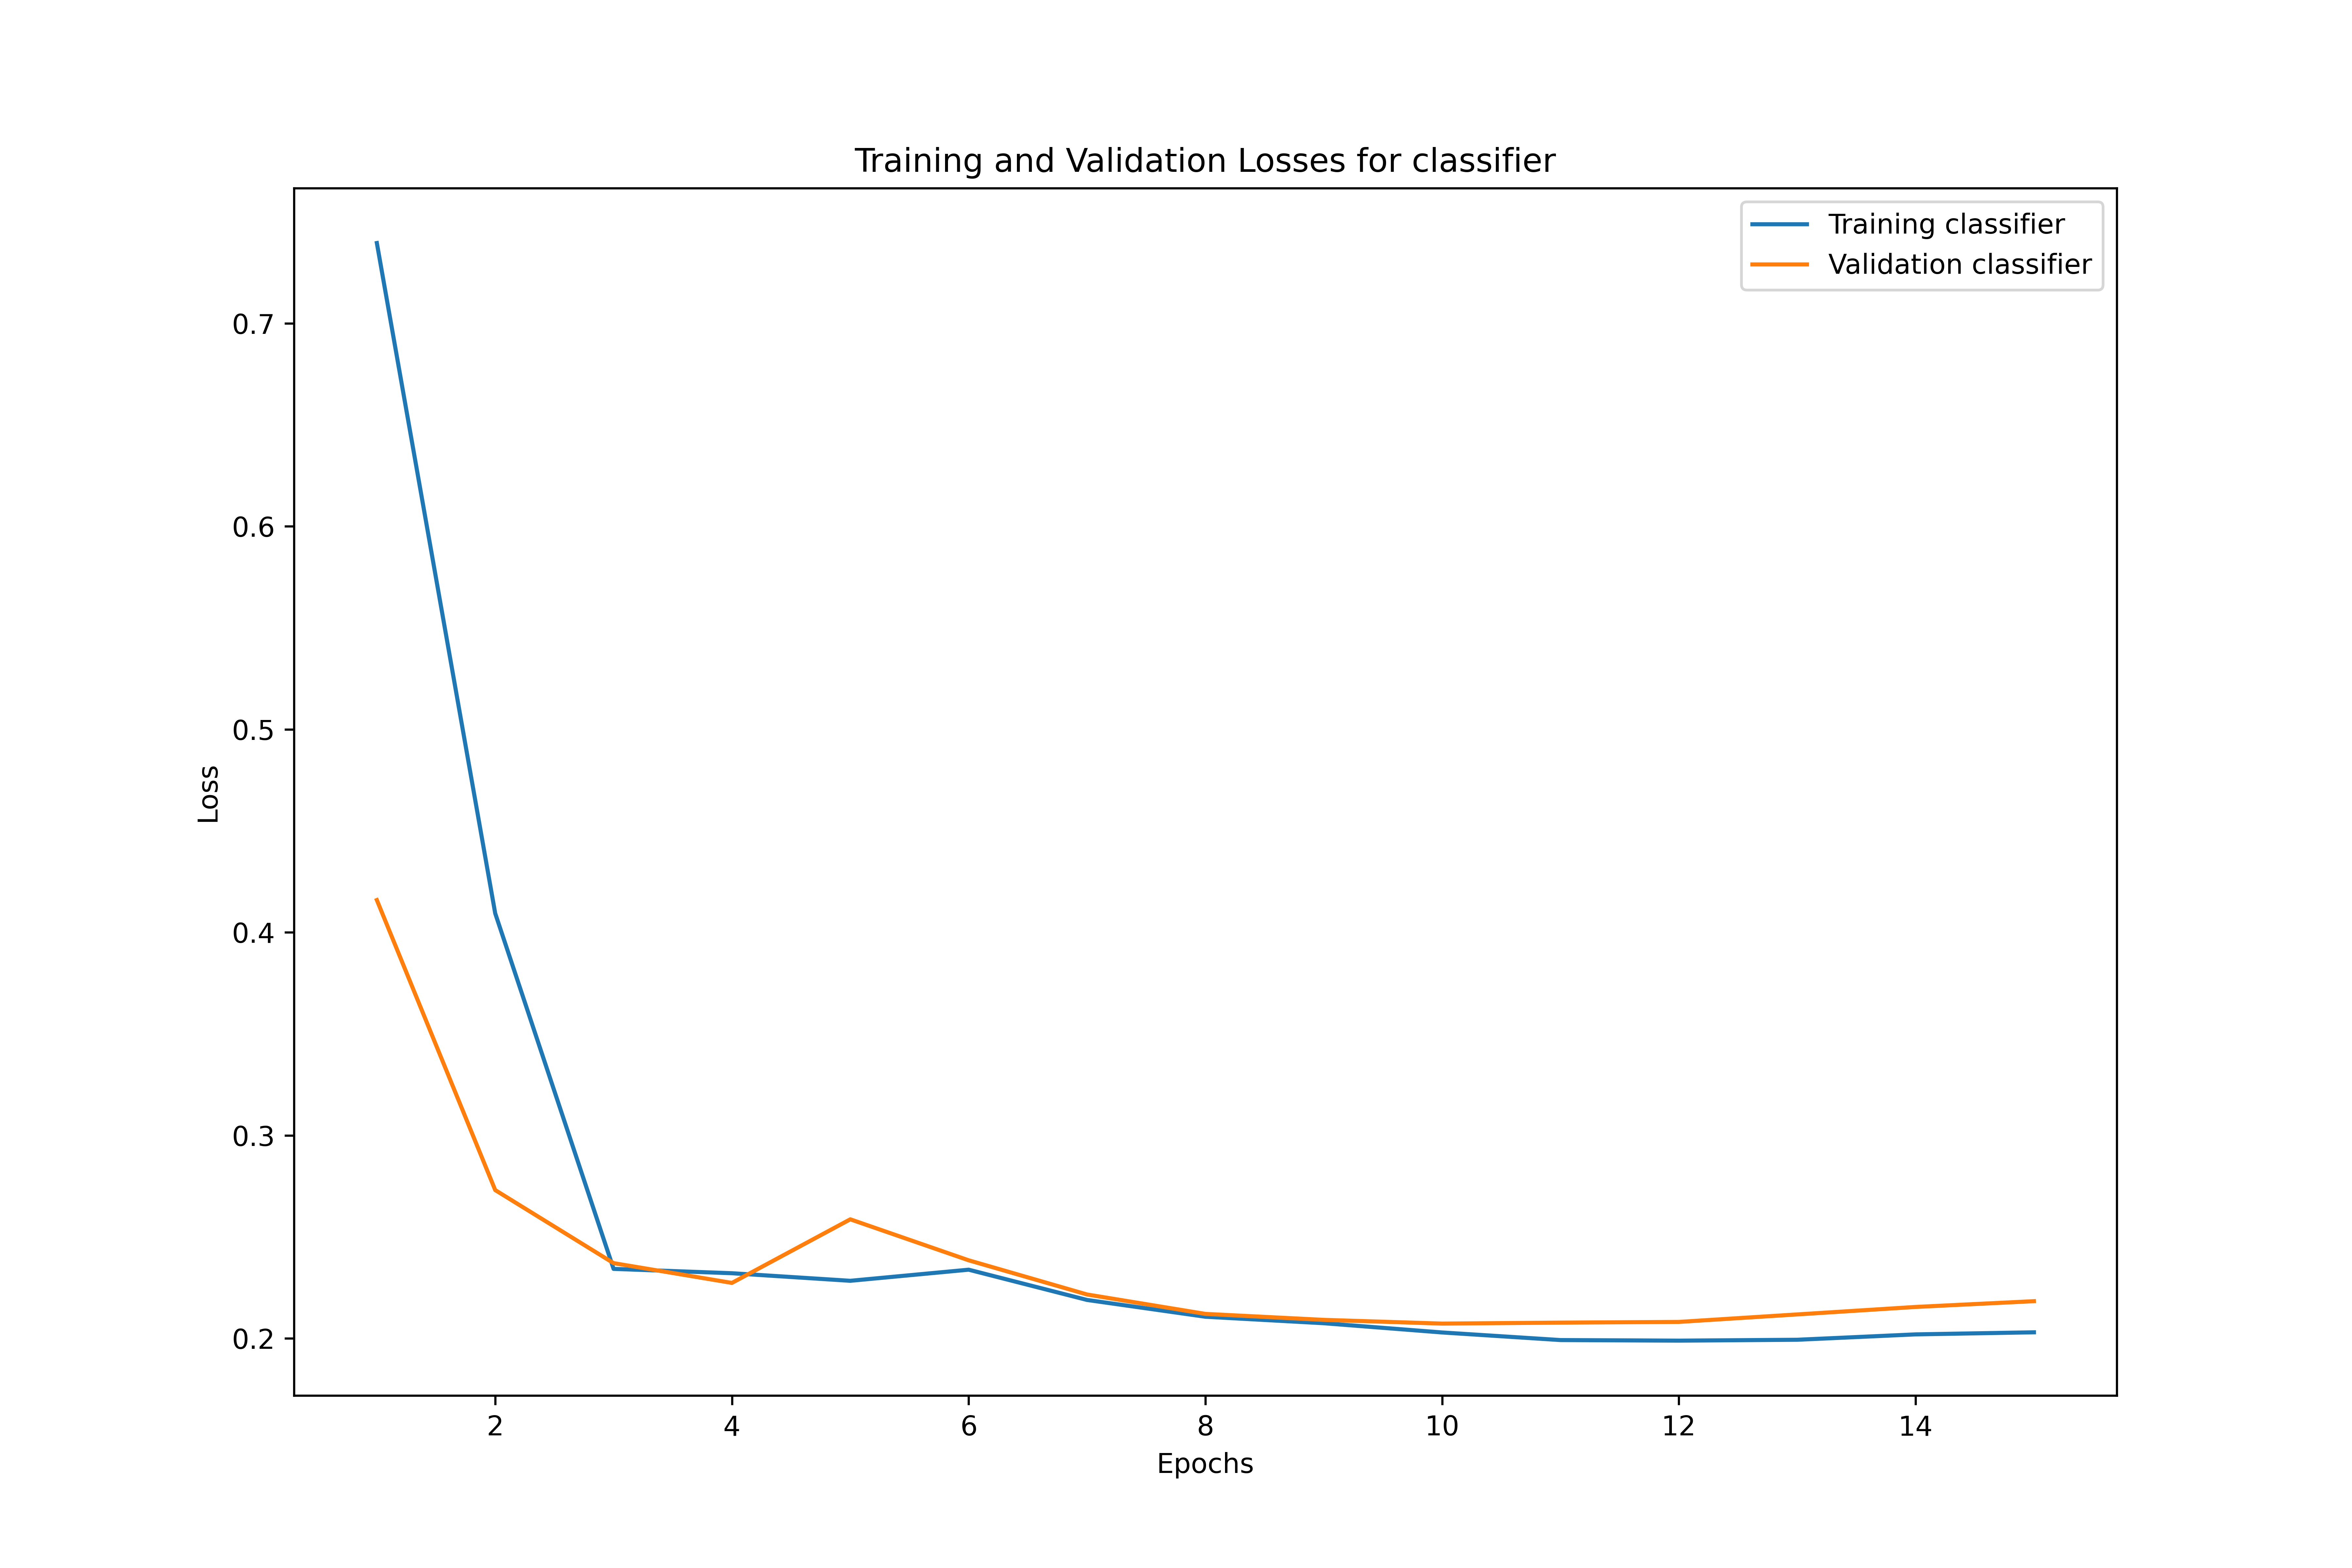 Training and Validation Losses for classifier
Training classifier
Validation classifier
0.7
0.6
0.5
0.4
0.3
0.2
Loss
2 4 6 8 10 12 14
Epochs